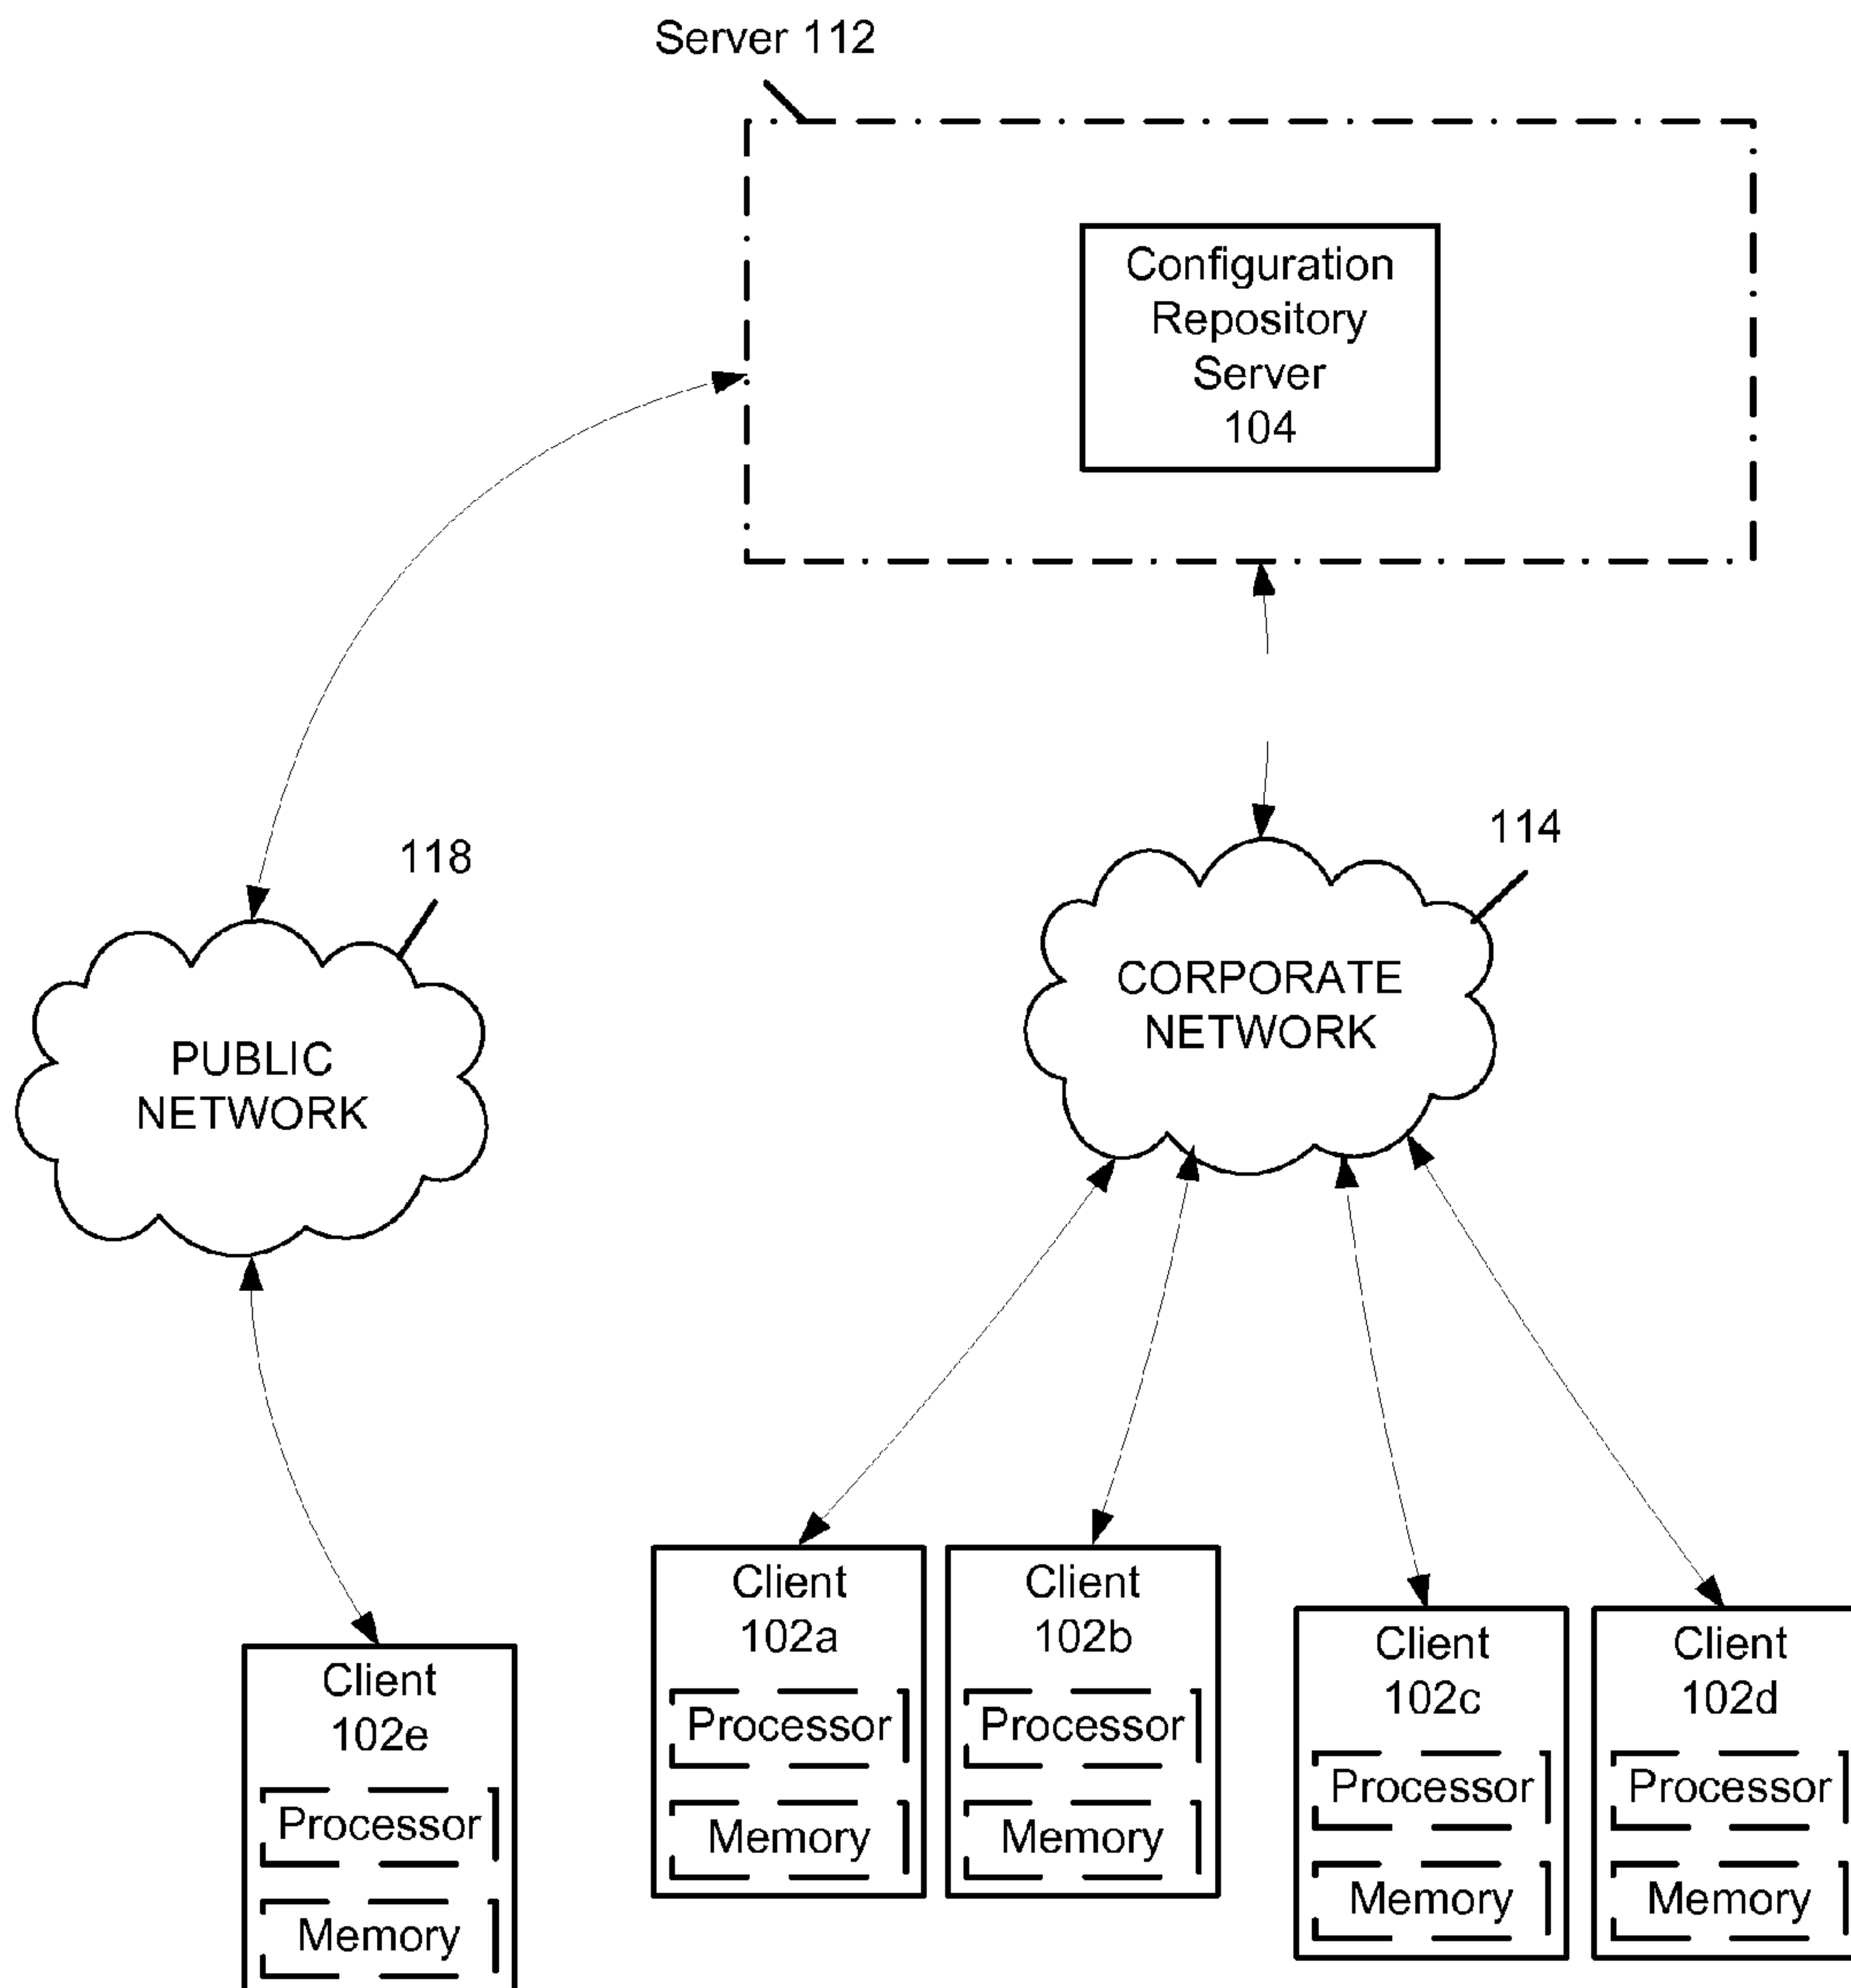 Server 112
Configuration
Repository
Server
104
114
118
CORPORATE
NETWORK
PUBLIC
NETWORK
Client
102a
Processor
Memory
Client
102b
Processor
Memory
Client
102c
Processor
Memory
Client
102d
Processor
Memory
Client
102e
Processor
Memory